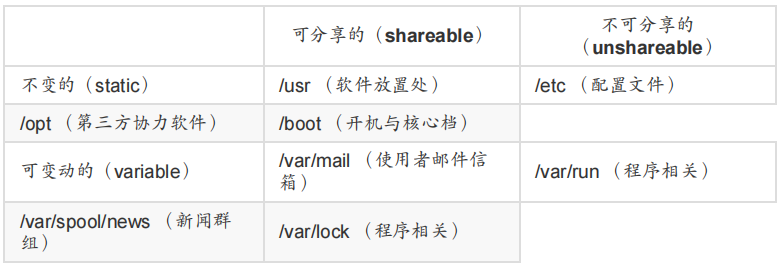 可分享的（shareable）
不可分享的
（unshareable）
不变的（static）
/usr （软件放置处）
/etc （配置文件）
/opt （第三方协力软件）
/boot （开机与核心档）
可变动的（variable）
/var/mail （使用者邮件信
箱）
/var/run （程序相关）
/var/spool/news （新闻群
组）
/var/lock （程序相关）